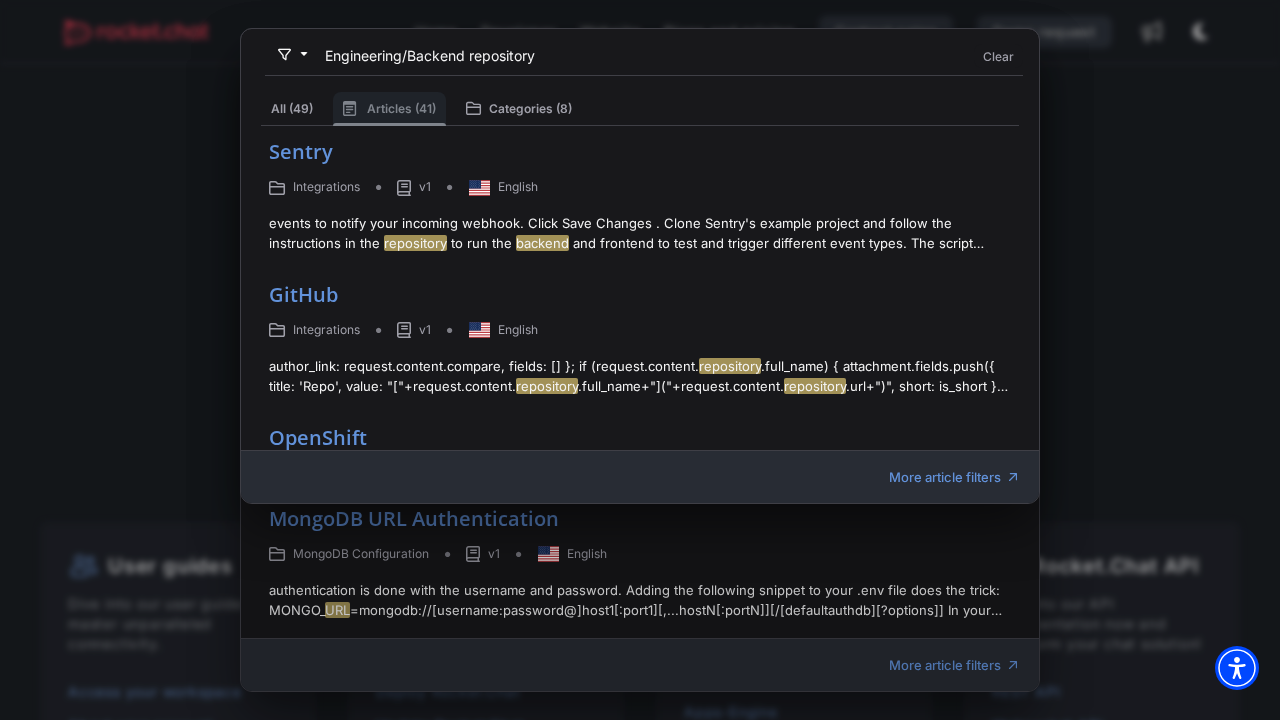 rocket.chat
Engineering/Backend repository
Clear
All (49)
Articles (41)
Categories (8)
Sentry
Integrations
v1
English
events to notify your incoming webhook. Click Save Changes . Clone Sentry's example project and follow the
instructions in the repository to run the backend and frontend to test and trigger different event types. The script...
GitHub
Integrations
v1
English
author_link: request.content.compare, fields: [] }; if (request.content.repository.full_name) { attachment.fields.push({
title: 'Repo', value: "["+request.content.repository.full_name+"]("+request.content.repository.url+")", short: is_short }...
OpenShift
More article filters
MongoDB URL Authentication
MongoDB Configuration
v1
English
authentication is done with the username and password. Adding the following snippet to your .env file does the trick:
MONGO_URL=mongodb://[username:password@]host1[:port1][,...hostN[:portN]][/[defaultauthdb][?options]] In your...
More article filters
User guides
Rocket.Chat API
Access your workspace